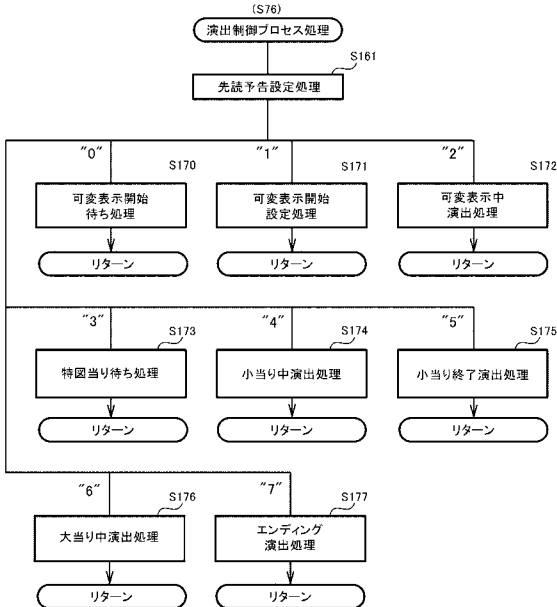 (S76)
演出制御プロセス処理
S161
先読予告設定処理
"0"
"1"
"2"
S170
S171
S172
可変表示開始
待ち処理
可変表示開始
設定処理
可変表示中
演出処理
リターン
リターン
リターン
"3"
"4"
"5"
S173
S174
S175
特図当り待ち処理
小当り中演出処理
小当り終了演出処理
リターン
リターン
リターン
"6"
"7"
S176
S177
大当り中演出処理
エンディング
演出処理
リターン
リターン